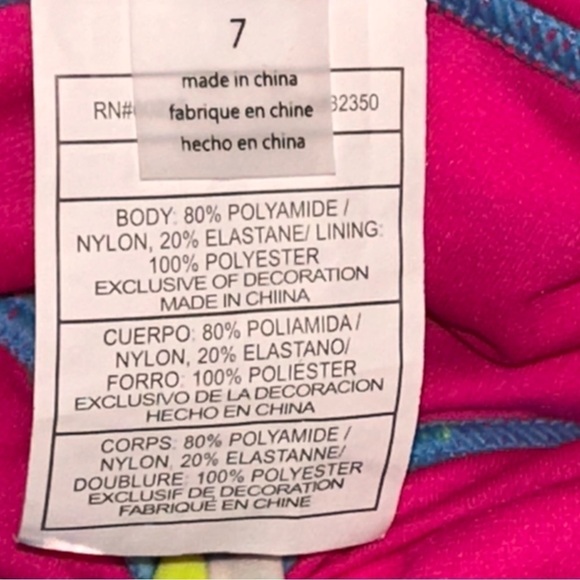 7
made in china
fabrique en chine
hecho en china
RN# 32350
BODY: 80% POLYAMIDE /
NYLON, 20% ELASTANE/ LINING:
100% POLYESTER
EXCLUSIVE OF DECORATION
MADE IN CHIINA
CUERPO: 80% POLIAMIDA /
NYLON, 20% ELASTANO/
FORRO: 100% POLIÉSTER
EXCLUSIVO DE LA DECORACION
HECHO EN CHINA
CORPS: 80% POLYAMIDE /
NYLON, 20% ELASTANNE/
DOUBLURE: 100% POLYESTER
EXCLUSIF DE DECORATION
FABRIQUÉ EN CHINE